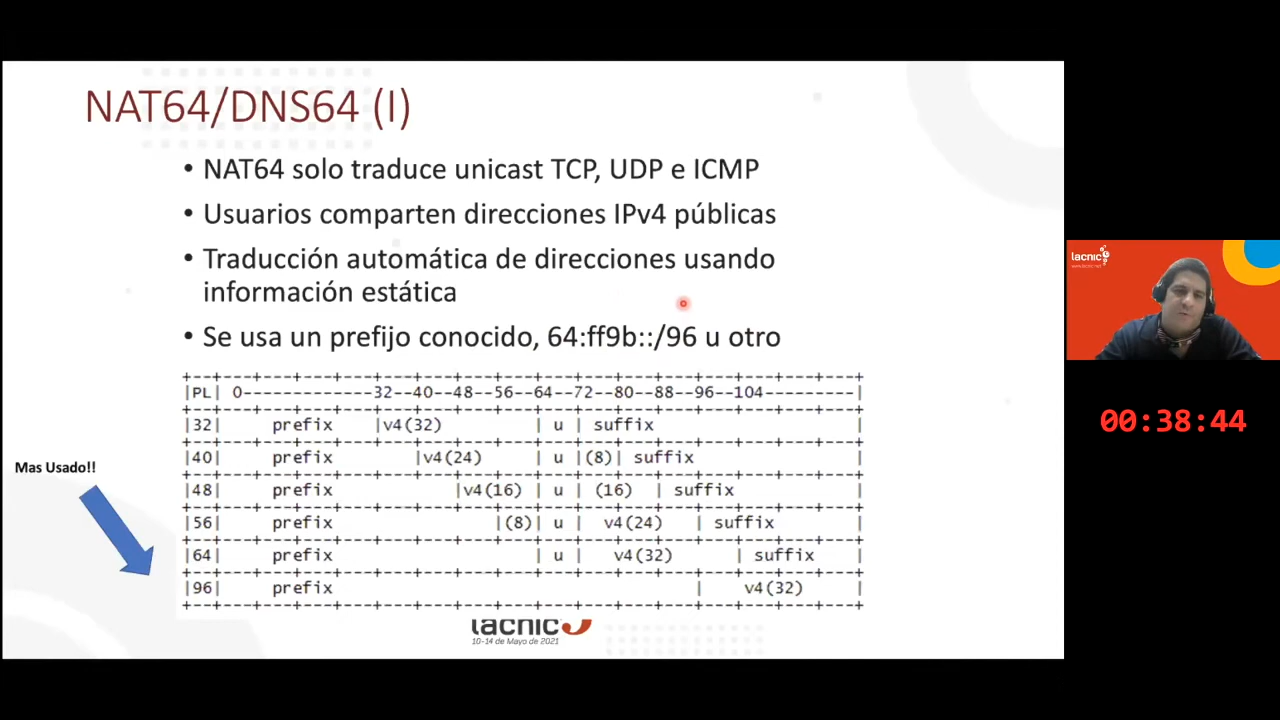 NAT64/DNS64 (I)
• NAT64 solo traduce unicast TCP, UDP e ICMP
• Usuarios comparten direcciones IPv4 públicas
• Traducción automática de direcciones usando
información estática
• Se usa un prefijo conocido, 64:ff9b::/96 u otro
+--+---+---+---+---+---+---+---+---+---+---+---+---+---+---+---+---+
|PL| 0-------------32--40--48--56--64--72--80--88--96--104---------|
+--+---+---+---+---+---+---+---+---+---+---+---+---+---+---+---+---+
|32|     prefix    |v4(32)         | u | suffix                    |
+--+---+---+---+---+---+---+---+---+---+---+---+---+---+---+---+---+
|40|     prefix        |v4(24)     | u |(8)| suffix                |
+--+---+---+---+---+---+---+---+---+---+---+---+---+---+---+---+---+
|48|     prefix            |v4(16) | u | (16)  | suffix            |
+--+---+---+---+---+---+---+---+---+---+---+---+---+---+---+---+---+
|56|     prefix                |(8)| u |  v4(24)   | suffix        |
+--+---+---+---+---+---+---+---+---+---+---+---+---+---+---+---+---+
|64|     prefix                    | u |   v4(32)      | suffix    |
+--+---+---+---+---+---+---+---+---+---+---+---+---+---+---+---+---+
|96|     prefix                                    |    v4(32)     |
+--+---+---+---+---+---+---+---+---+---+---+---+---+---+---+---+---+
Mas Usado!!
lacnic
10-14 de Mayo de 2021
lacnic
www.lacnic.net
00:38:44